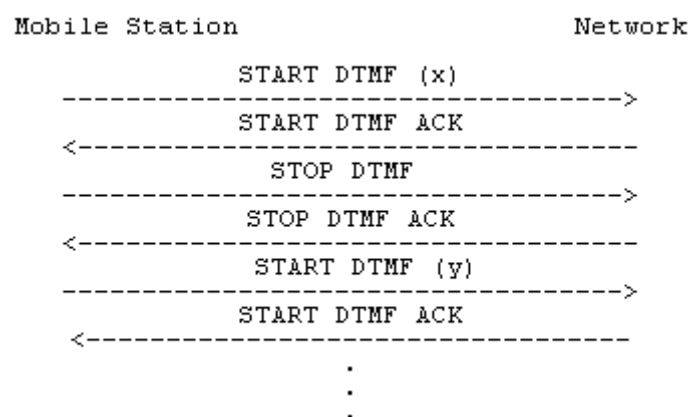 Mobile Station Network
START DTMF (x)
----------------------------------->
START DTMF ACK
<-----------------------------------
STOP DTMF
----------------------------------->
STOP DTMF ACK
<-----------------------------------
START DTMF (y)
----------------------------------->
START DTMF ACK
<----------------------------------
.
.
.